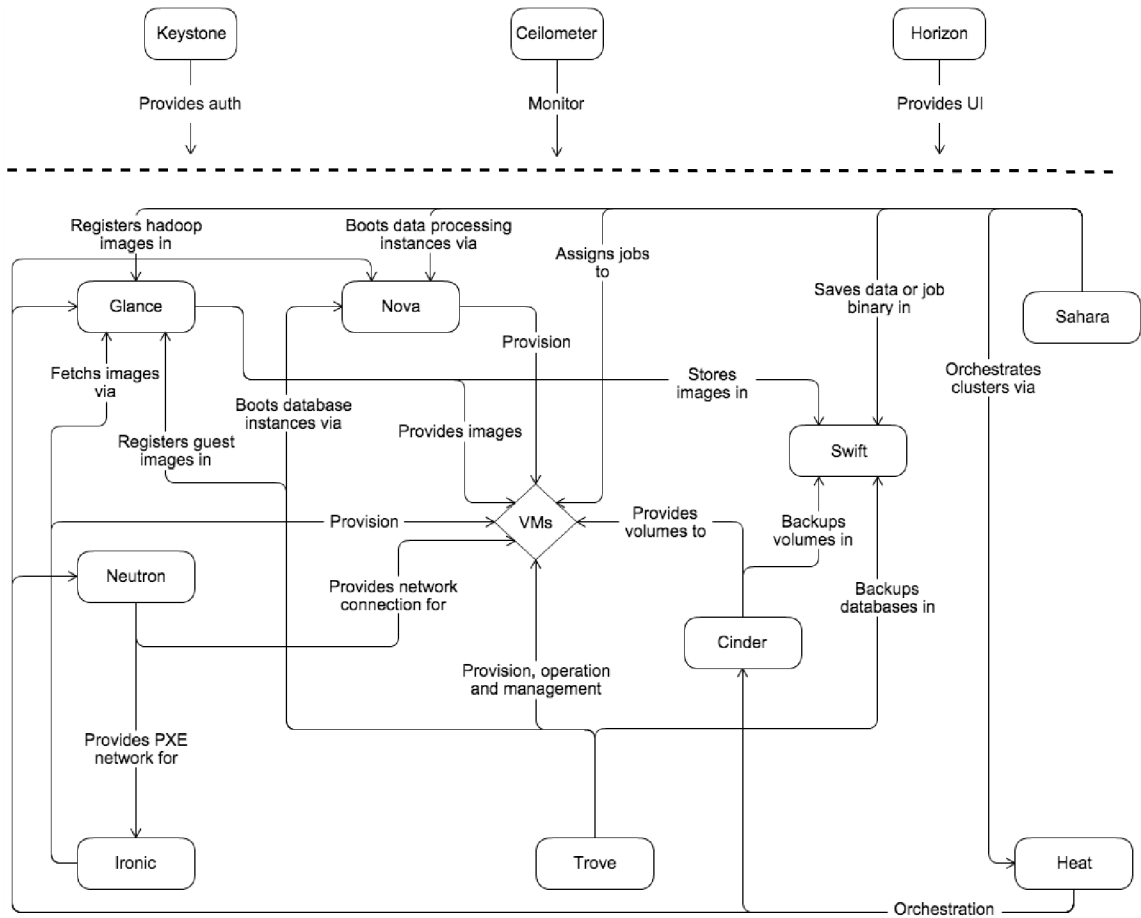 Keystone
Ceilometer
Horizon
Provides auth
Monitor
Provides UI
Registers hadoop
images in
Boots data processing
instances via
Assigns jobs
to
Saves data or job
binary in
Glance
Nova
Sahara
Provision
Fetchs images
via
Stores
images in
Orchestrates
clusters via
Boots database
instances via
Provides images
Registers guest
images in
Swift
Provision
VMs
Provides
volumes to
Backups
volumes in
Neutron
Provides network
connection for
Backups
databases in
Cinder
Provision, operation
and management
Provides PXE
network for
Ironic
Trove
Heat
Orchestration